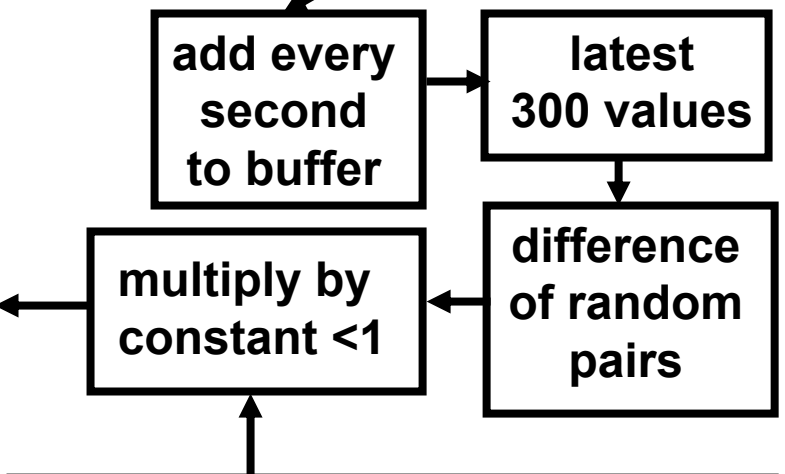 add every
second
to buffer
latest
300 values
difference
of random
pairs
multiply by
constant <1